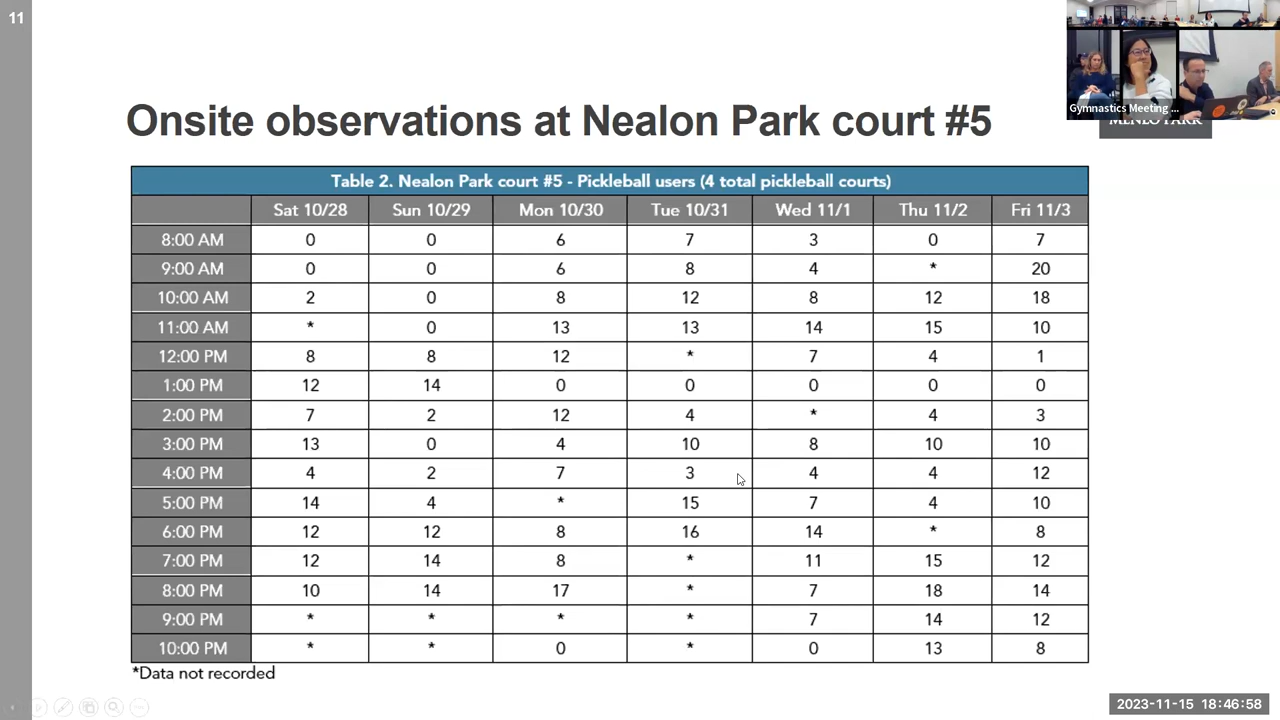 11
Gymnastics Meeting ...
Onsite observations at Nealon Park court #5
MENLO PARK
Table 2. Nealon Park court #5 - Pickleball users (4 total pickleball courts)
Sat 10/28 Sun 10/29 Mon 10/30 Tue 10/31 Wed 11/1 Thu 11/2 Fri 11/3
8:00 AM 0 0 6 7 3 0 7
9:00 AM 0 0 6 8 4 * 20
10:00 AM 2 0 8 12 8 12 18
11:00 AM * 0 13 13 14 15 10
12:00 PM 8 8 12 * 7 4 1
1:00 PM 12 14 0 0 0 0 0
2:00 PM 7 2 12 4 * 4 3
3:00 PM 13 0 4 10 8 10 10
4:00 PM 4 2 7 3 4 4 12
5:00 PM 14 4 * 15 7 4 10
6:00 PM 12 12 8 16 14 * 8
7:00 PM 12 14 8 * 11 15 12
8:00 PM 10 14 17 * 7 18 14
9:00 PM * * * * 7 14 12
10:00 PM * * 0 * 0 13 8
*Data not recorded
2023-11-15 18:46:58